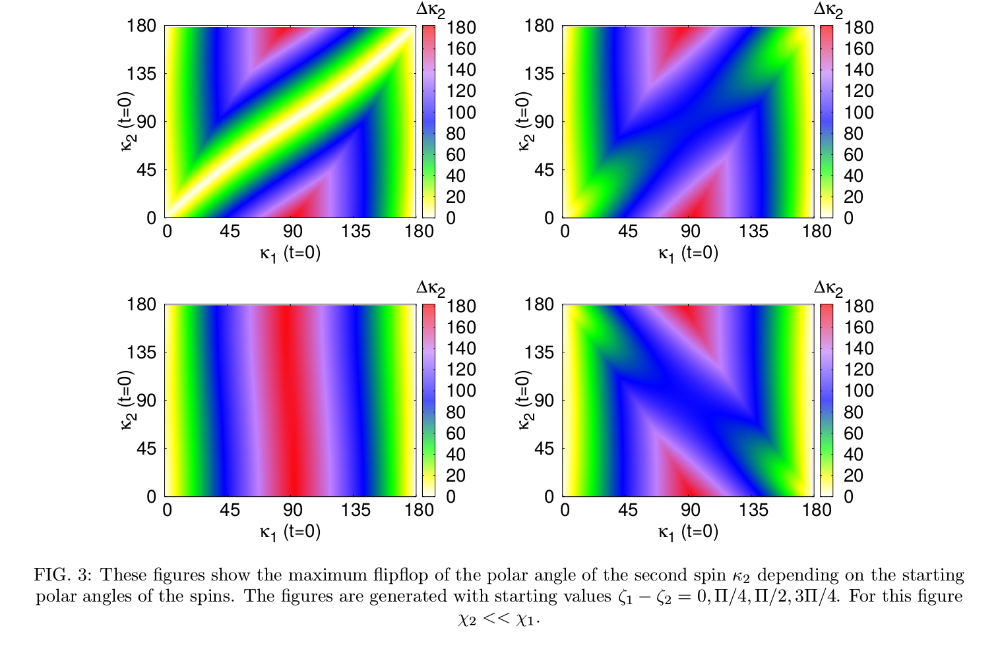 Δκ2 Δκ2
180 180 180 180
160 160
135 140 135 140
120 120
κ2 (t=0) 90 100 κ2 (t=0) 90 100
80 80
45 60 45 60
40 40
20 20
0 0 0 0
0 45 90 135 180 0 45 90 135 180
κ1 (t=0) κ1 (t=0)
Δκ2 Δκ2
180 180 180 180
160 160
135 140 135 140
120 120
κ2 (t=0) 90 100 κ2 (t=0) 90 100
80 80
45 60 45 60
40 40
20 20
0 0 0 0
0 45 90 135 180 0 45 90 135 180
κ1 (t=0) κ1 (t=0)
FIG. 3: These figures show the maximum flipflop of the polar angle of the second spin κ2 depending on the starting
polar angles of the spins. The figures are generated with starting values ζ1 − ζ2 = 0, Π/4, Π/2, 3Π/4. For this figure
χ2 << χ1.